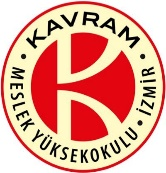 KAVRAM
MESLEK YÜKSEKOKULU · İZMİR